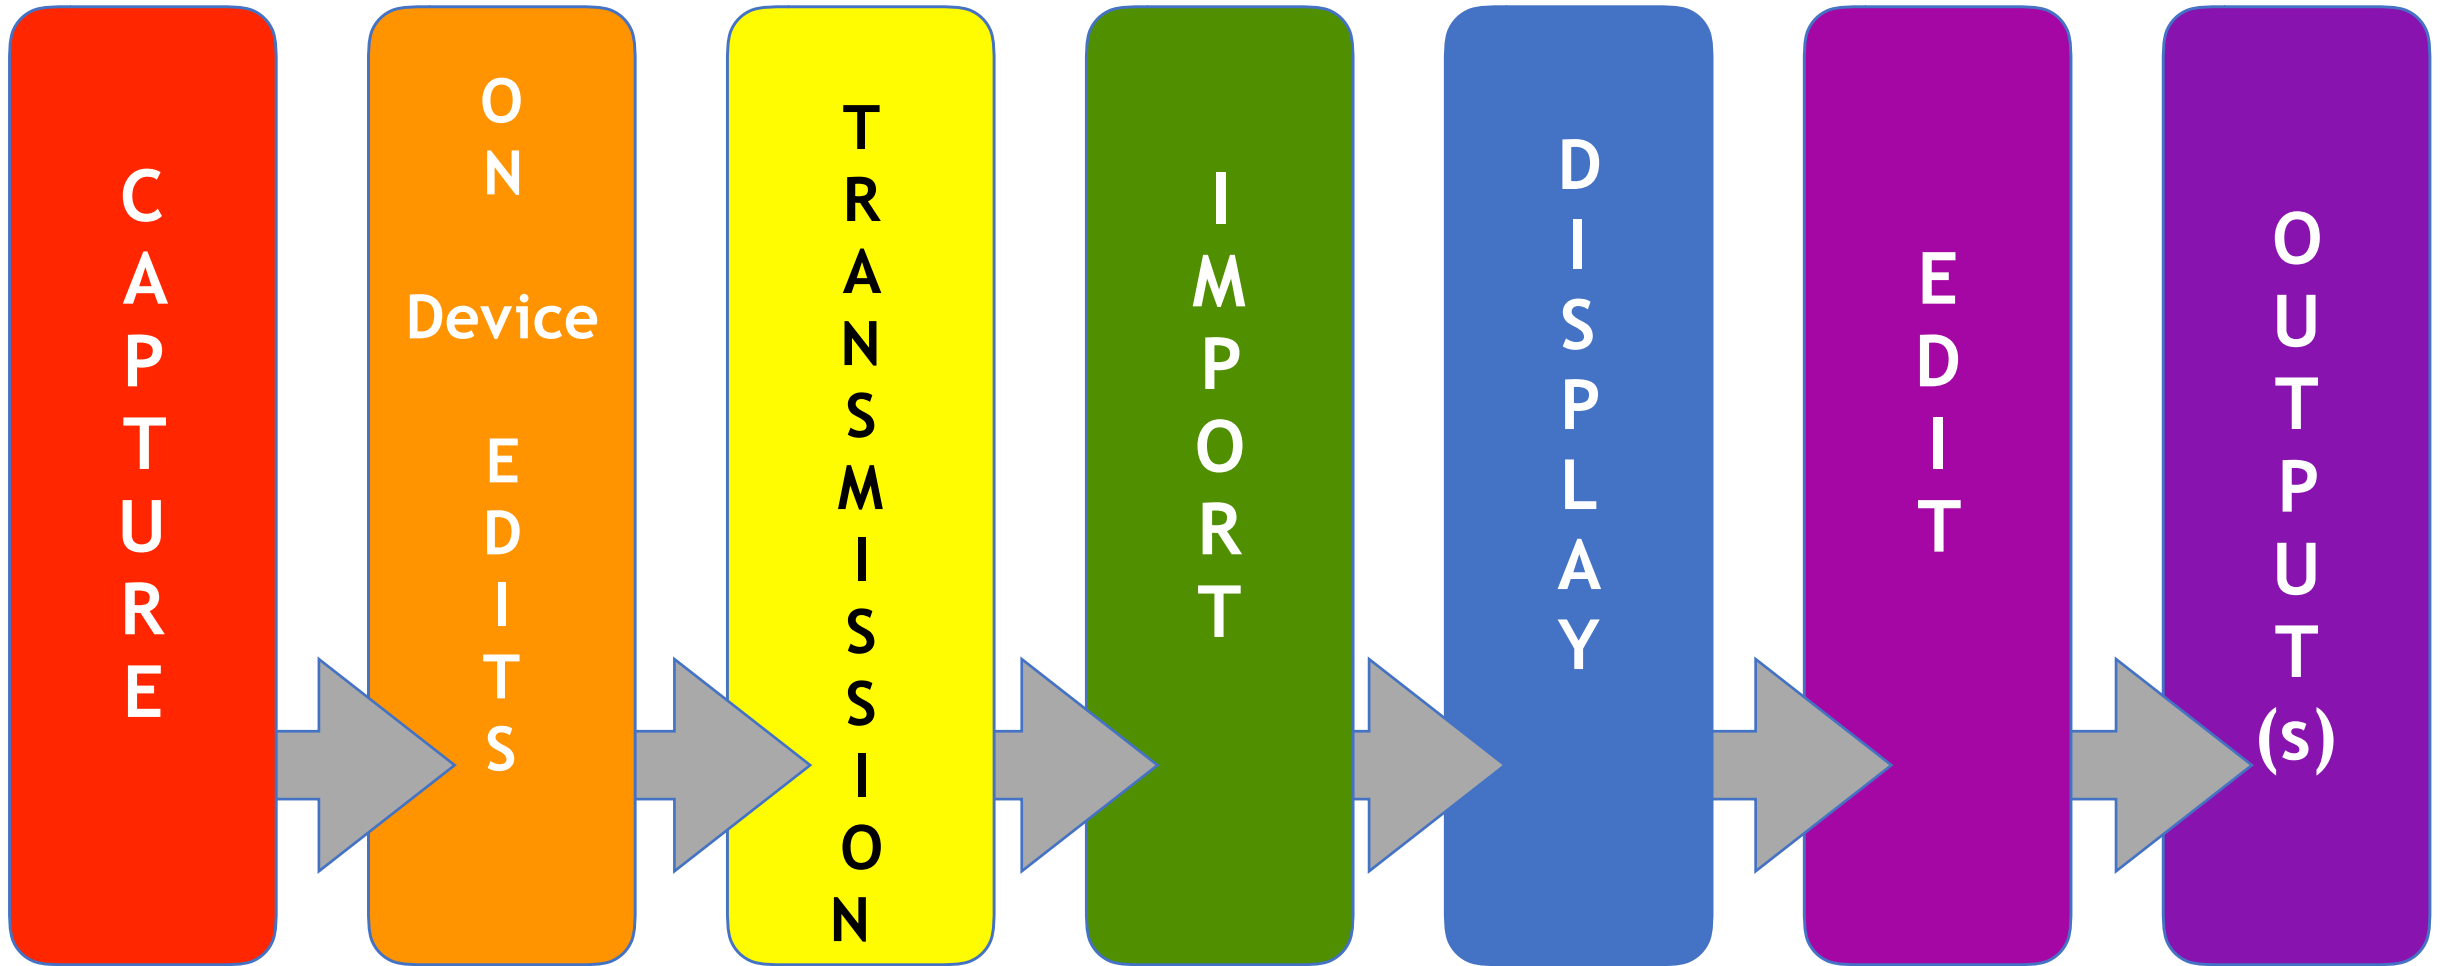 CAPTURE
ON
Device
EDITS
TRANSMISSION
IMPORT
DISPLAY
EDIT
OUTPUT
(s)